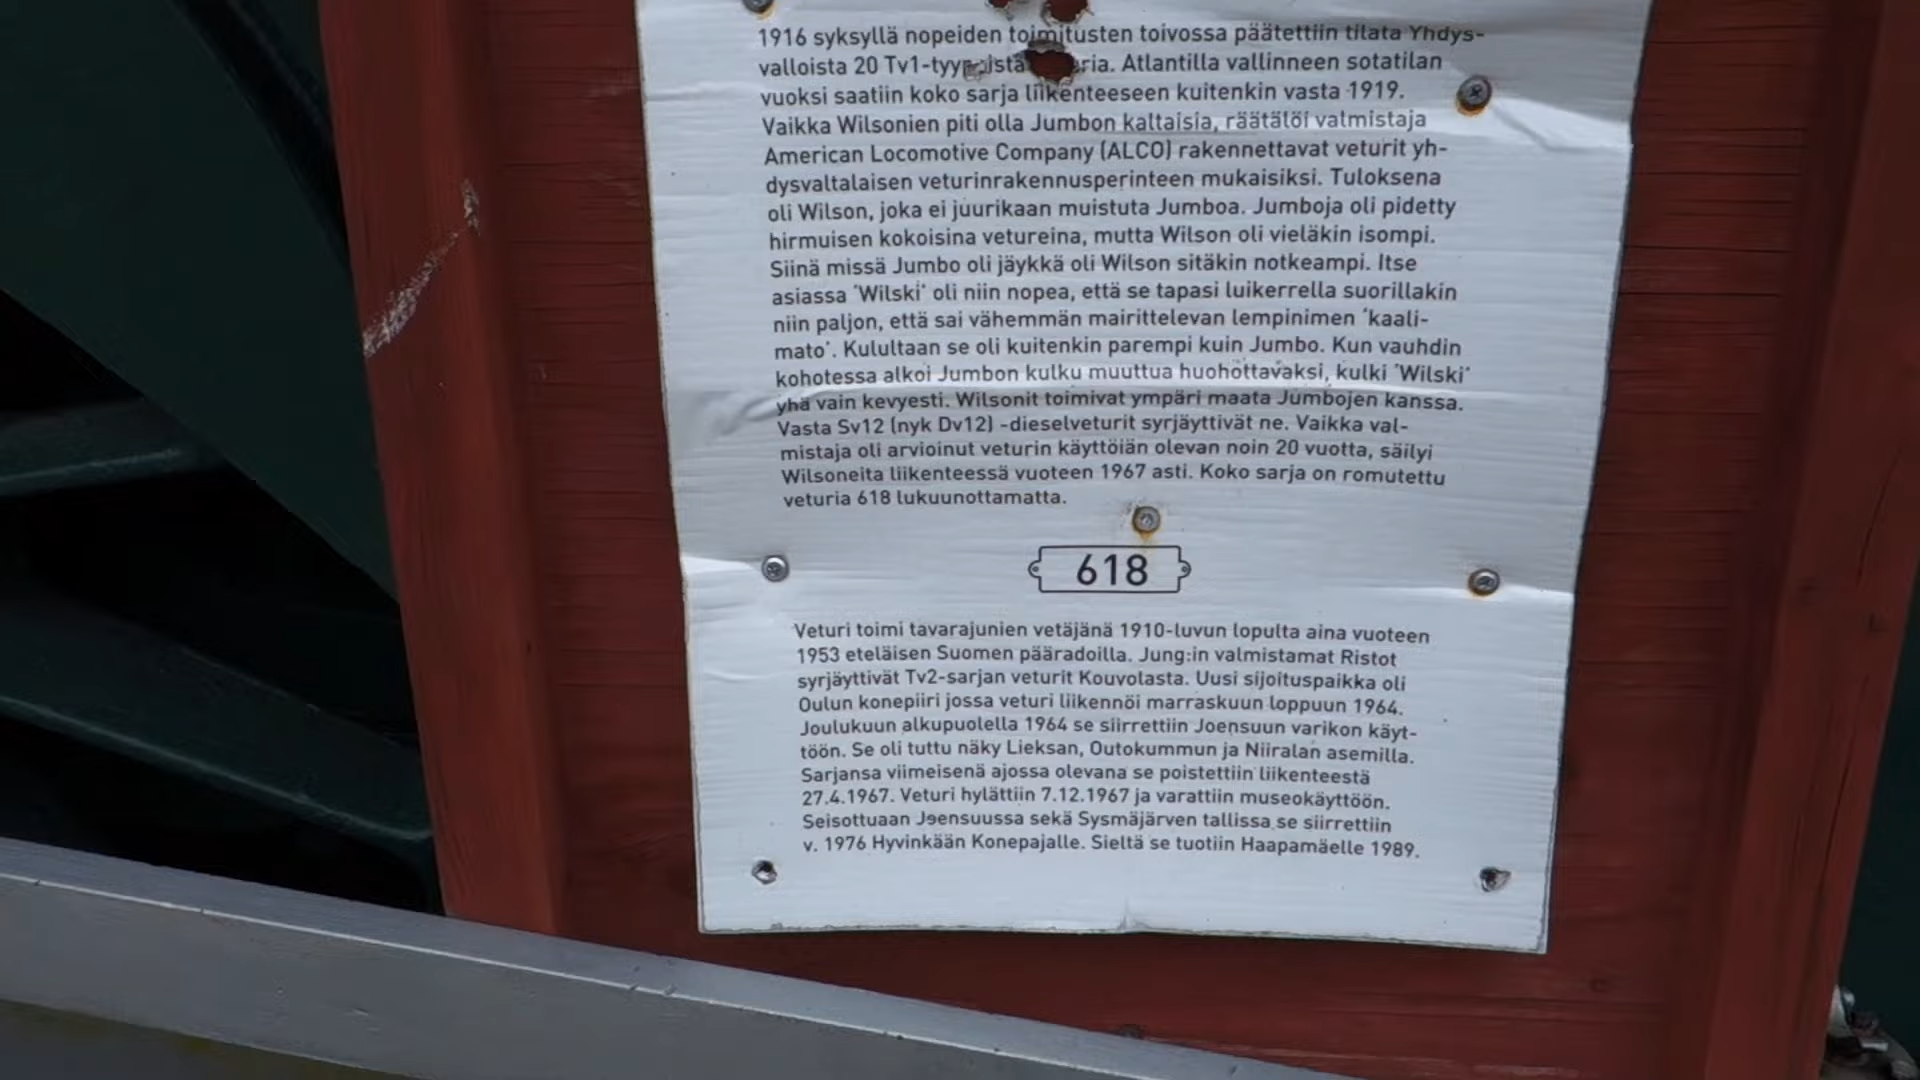 1916 syksyllä nopeiden toimitusten toivossa päätettiin tilata Yhdys-
valloista 20 Tv1-tyyppistä. Atlantilla vallinneen sotatilan
vuoksi saatiin koko sarja liikenteeseen kuitenkin vasta 1919.
Vaikka Wilsonien piti olla Jumbon kaltaisia, räätälöi valmistaja
American Locomotive Company (ALCO) rakennettavat veturit yh-
dysvaltalaisen veturinrakennusperinteen mukaisiksi. Tuloksena
oli Wilson, joka ei juurikaan muistuta Jumboa. Jumboja oli pidetty
hirmuisen kokoisina vetureina, mutta Wilson oli vieläkin isompi.
Siinä missä Jumbo oli jäykkä oli Wilson sitäkin notkeampi. Itse
asiassa 'Wilski' oli niin nopea, että se tapasi luikerrella suorillakin
niin paljon, että sai vähemmän mairittelevan lempinimen 'kaali-
mato'. Kulultaan se oli kuitenkin parempi kuin Jumbo. Kun vauhdin
kohotessa alkoi Jumbon kulku muuttua huohottavaksi, kulki 'Wilski'
yhä vain kevyesti. Wilsonit toimivat ympäri maata Jumbojen kanssa.
Vasta Sv12 (nyk Dv12) -dieselveturit syrjäyttivät ne. Vaikka val-
mistaja oli arvioinut veturin käyttöiän olevan noin 20 vuotta, säilyi
Wilsoneita liikenteessä vuoteen 1967 asti. Koko sarja on romutettu
veturia 618 lukuunottamatta.
618
Veturi toimi tavarajunien vetäjänä 1910-luvun lopulta aina vuoteen
1953 eteläisen Suomen pääradoilla. Jung:in valmistamat Ristot
syrjäyttivät Tv2-sarjan veturit Kouvolasta. Uusi sijoituspaikka oli
Oulun konepiiri jossa veturi liikennöi marraskuun loppuun 1964.
Joulukuun alkupuolella 1964 se siirrettiin Joensuun varikon käyt-
töön. Se oli tuttu näky Lieksan, Outokummun ja Niiralan asemilla.
Sarjansa viimeisenä ajossa olevana se poistettiin liikenteestä
27.4.1967. Veturi hylättiin 7.12.1967 ja varattiin museokäyttöön.
Seisottuaan Joensuussa sekä Sysmäjärven tallissa se siirrettiin
v. 1976 Hyvinkään Konepajalle. Sieltä se tuotiin Haapamäelle 1989.